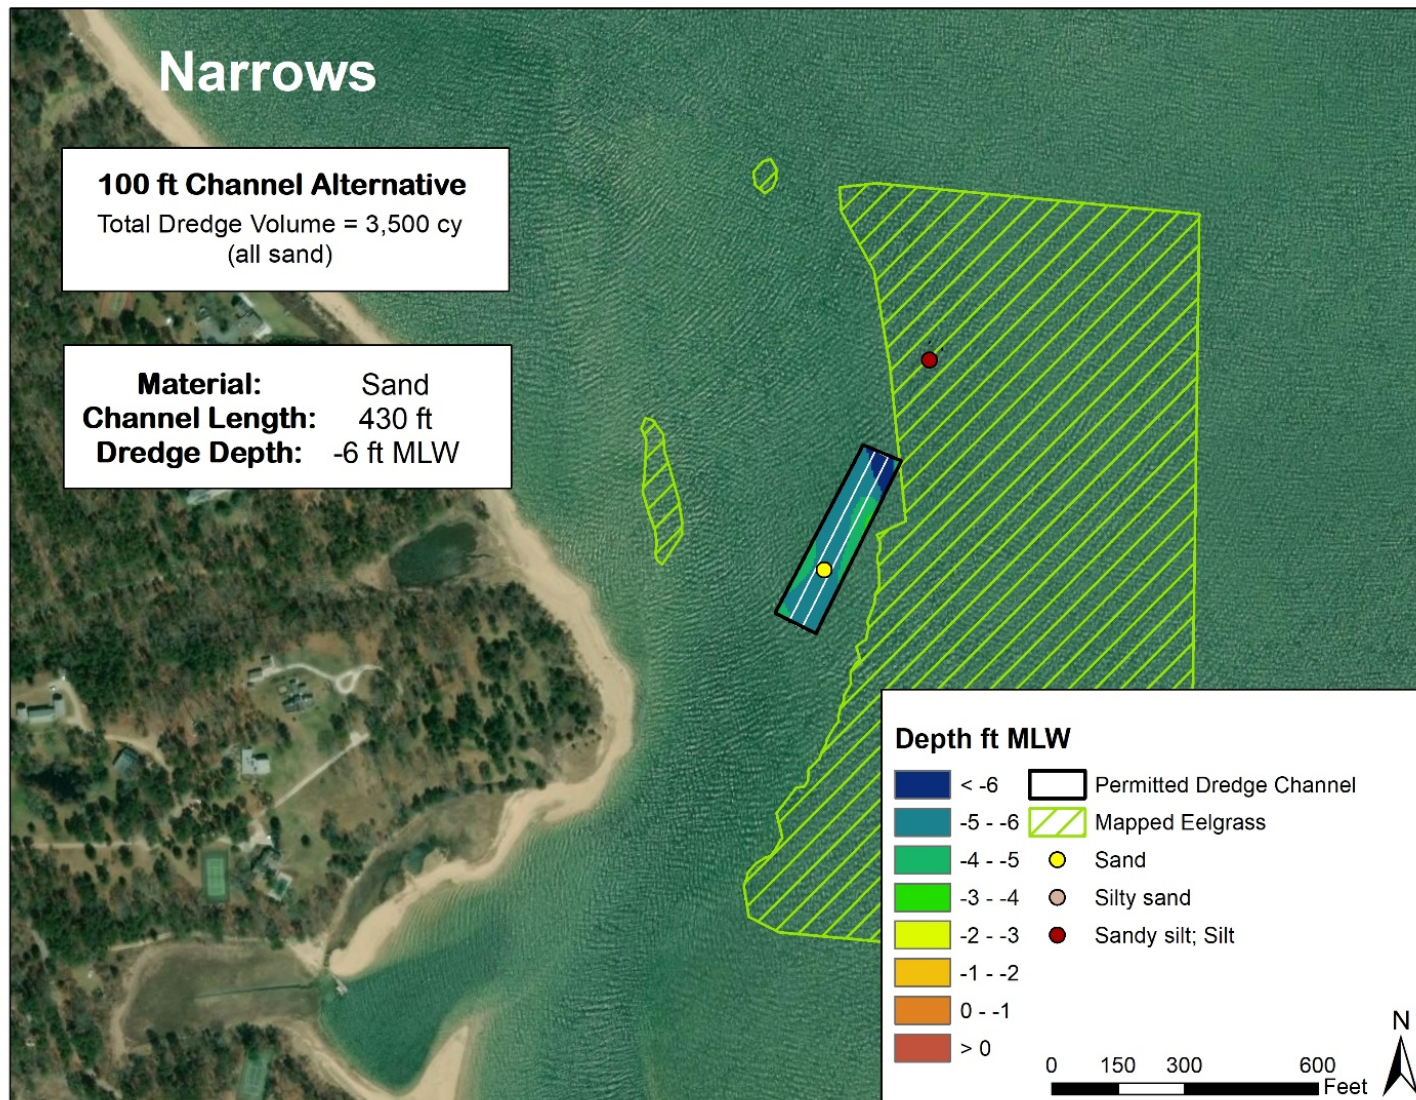 Narrows
100 ft Channel Alternative
Total Dredge Volume = 3,500 cy
(all sand)
Material: Sand
Channel Length: 430 ft
Dredge Depth: -6 ft MLW
Depth ft MLW
< -6
-5 - -6
-4 - -5
-3 - -4
-2 - -3
-1 - -2
0 - -1
> 0
Permitted Dredge Channel
Mapped Eelgrass
Sand
Silty sand
Sandy silt; Silt
N
0 150 300 600
Feet